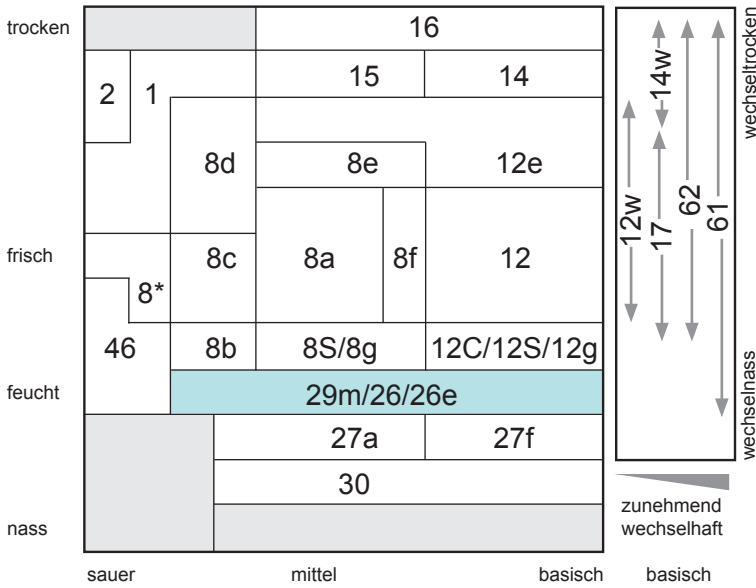 trocken
16
15
14
2
1
8d
8e
12e
frisch
8c
8a
8f
12
8*
46
8b
8S/8g
12C/12S/12g
feucht
29m/26/26e
27a
27f
30
nass
sauer
mittel
basisch
14w
12w
17
62
61
wechseltrocken
wechselnass
zunehmend
wechselhaft
basisch